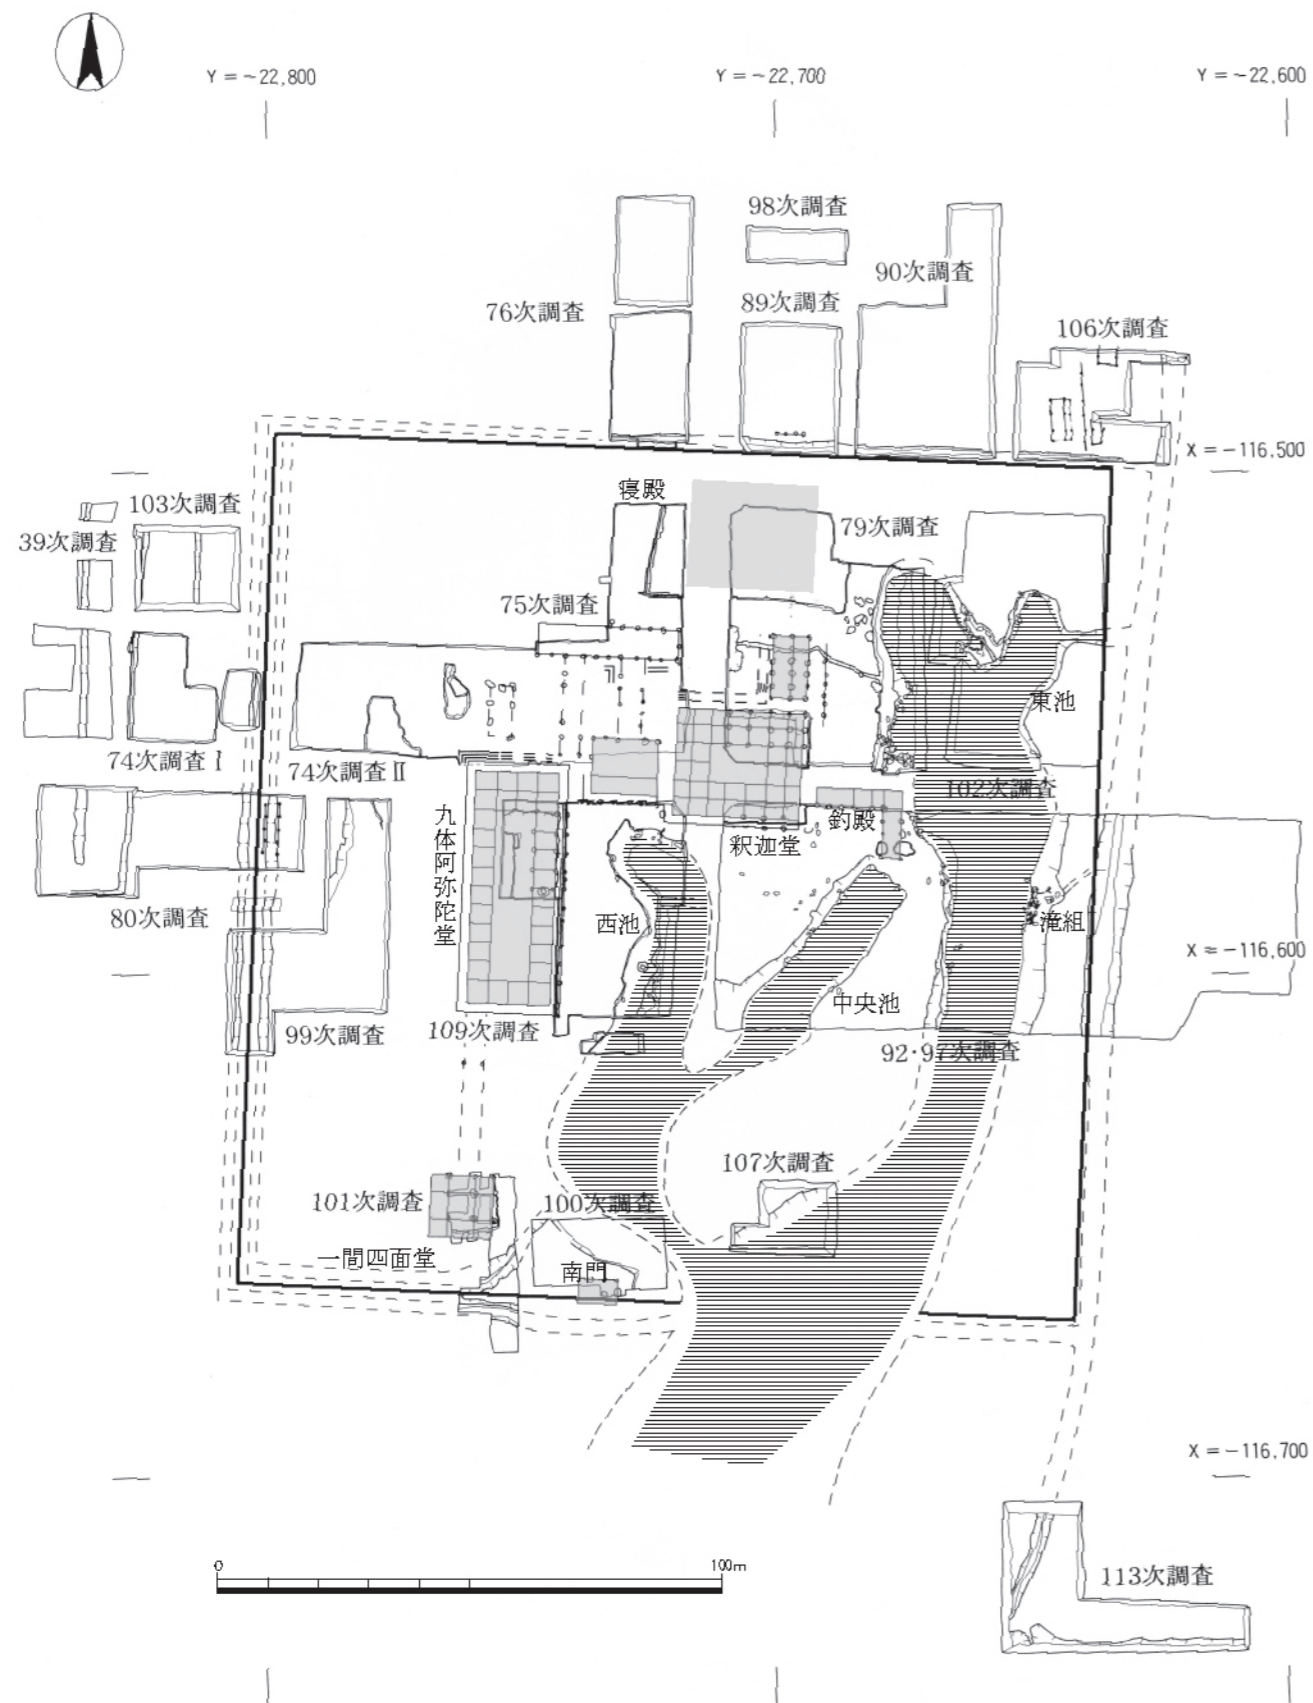 Y = -22,800
Y = -22,700
Y = -22,600
98次調査
90次調査
76次調査
89次調査
106次調査
X = -116,500
寝殿
103次調査
79次調査
39次調査
75次調査
東池
74次調査Ⅰ
74次調査Ⅱ
102次調査
九体阿弥陀堂
釣殿
釈迦堂
80次調査
西池
滝組
X = -116,600
中央池
99次調査
109次調査
92·97次調査
107次調査
101次調査
100次調査
一間四面堂
南門
X = -116,700
0
100m
113次調査